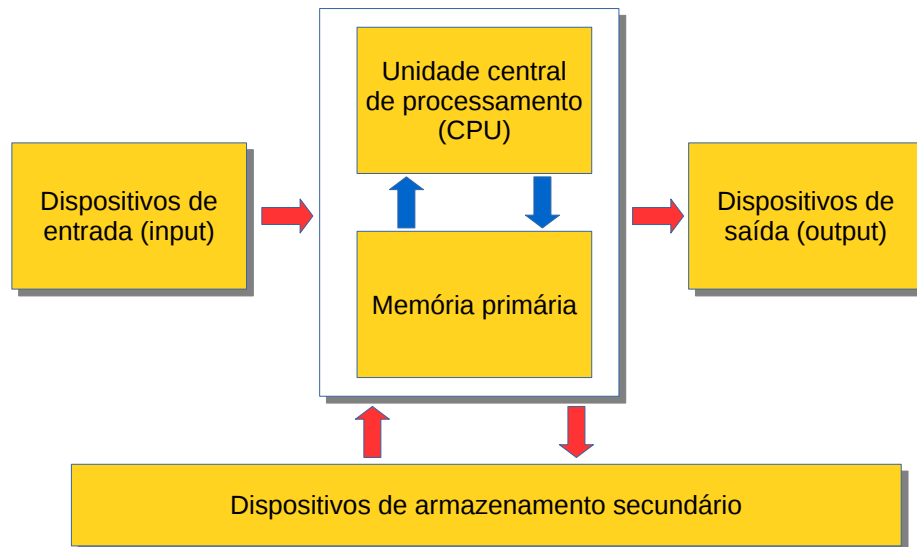 Unidade central
de processamento
(CPU)
Dispositivos de
entrada (input)
Dispositivos de
saída (output)
Memória primária
Dispositivos de armazenamento secundário